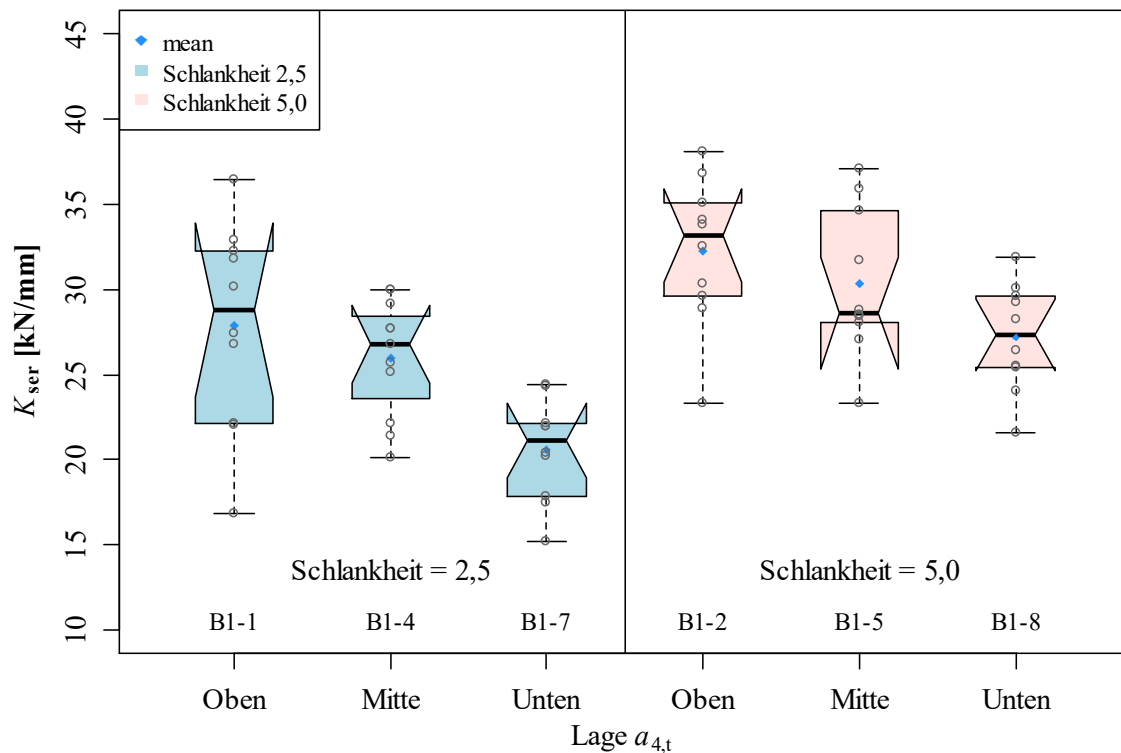 45
40
35
30
25
20
15
10
K_ser [kN/mm]
mean
Schlankheit 2,5
Schlankheit 5,0
Schlankheit = 2,5
Schlankheit = 5,0
B1-1 B1-4 B1-7 B1-2 B1-5 B1-8
Oben Mitte Unten Oben Mitte Unten
Lage a_4,t